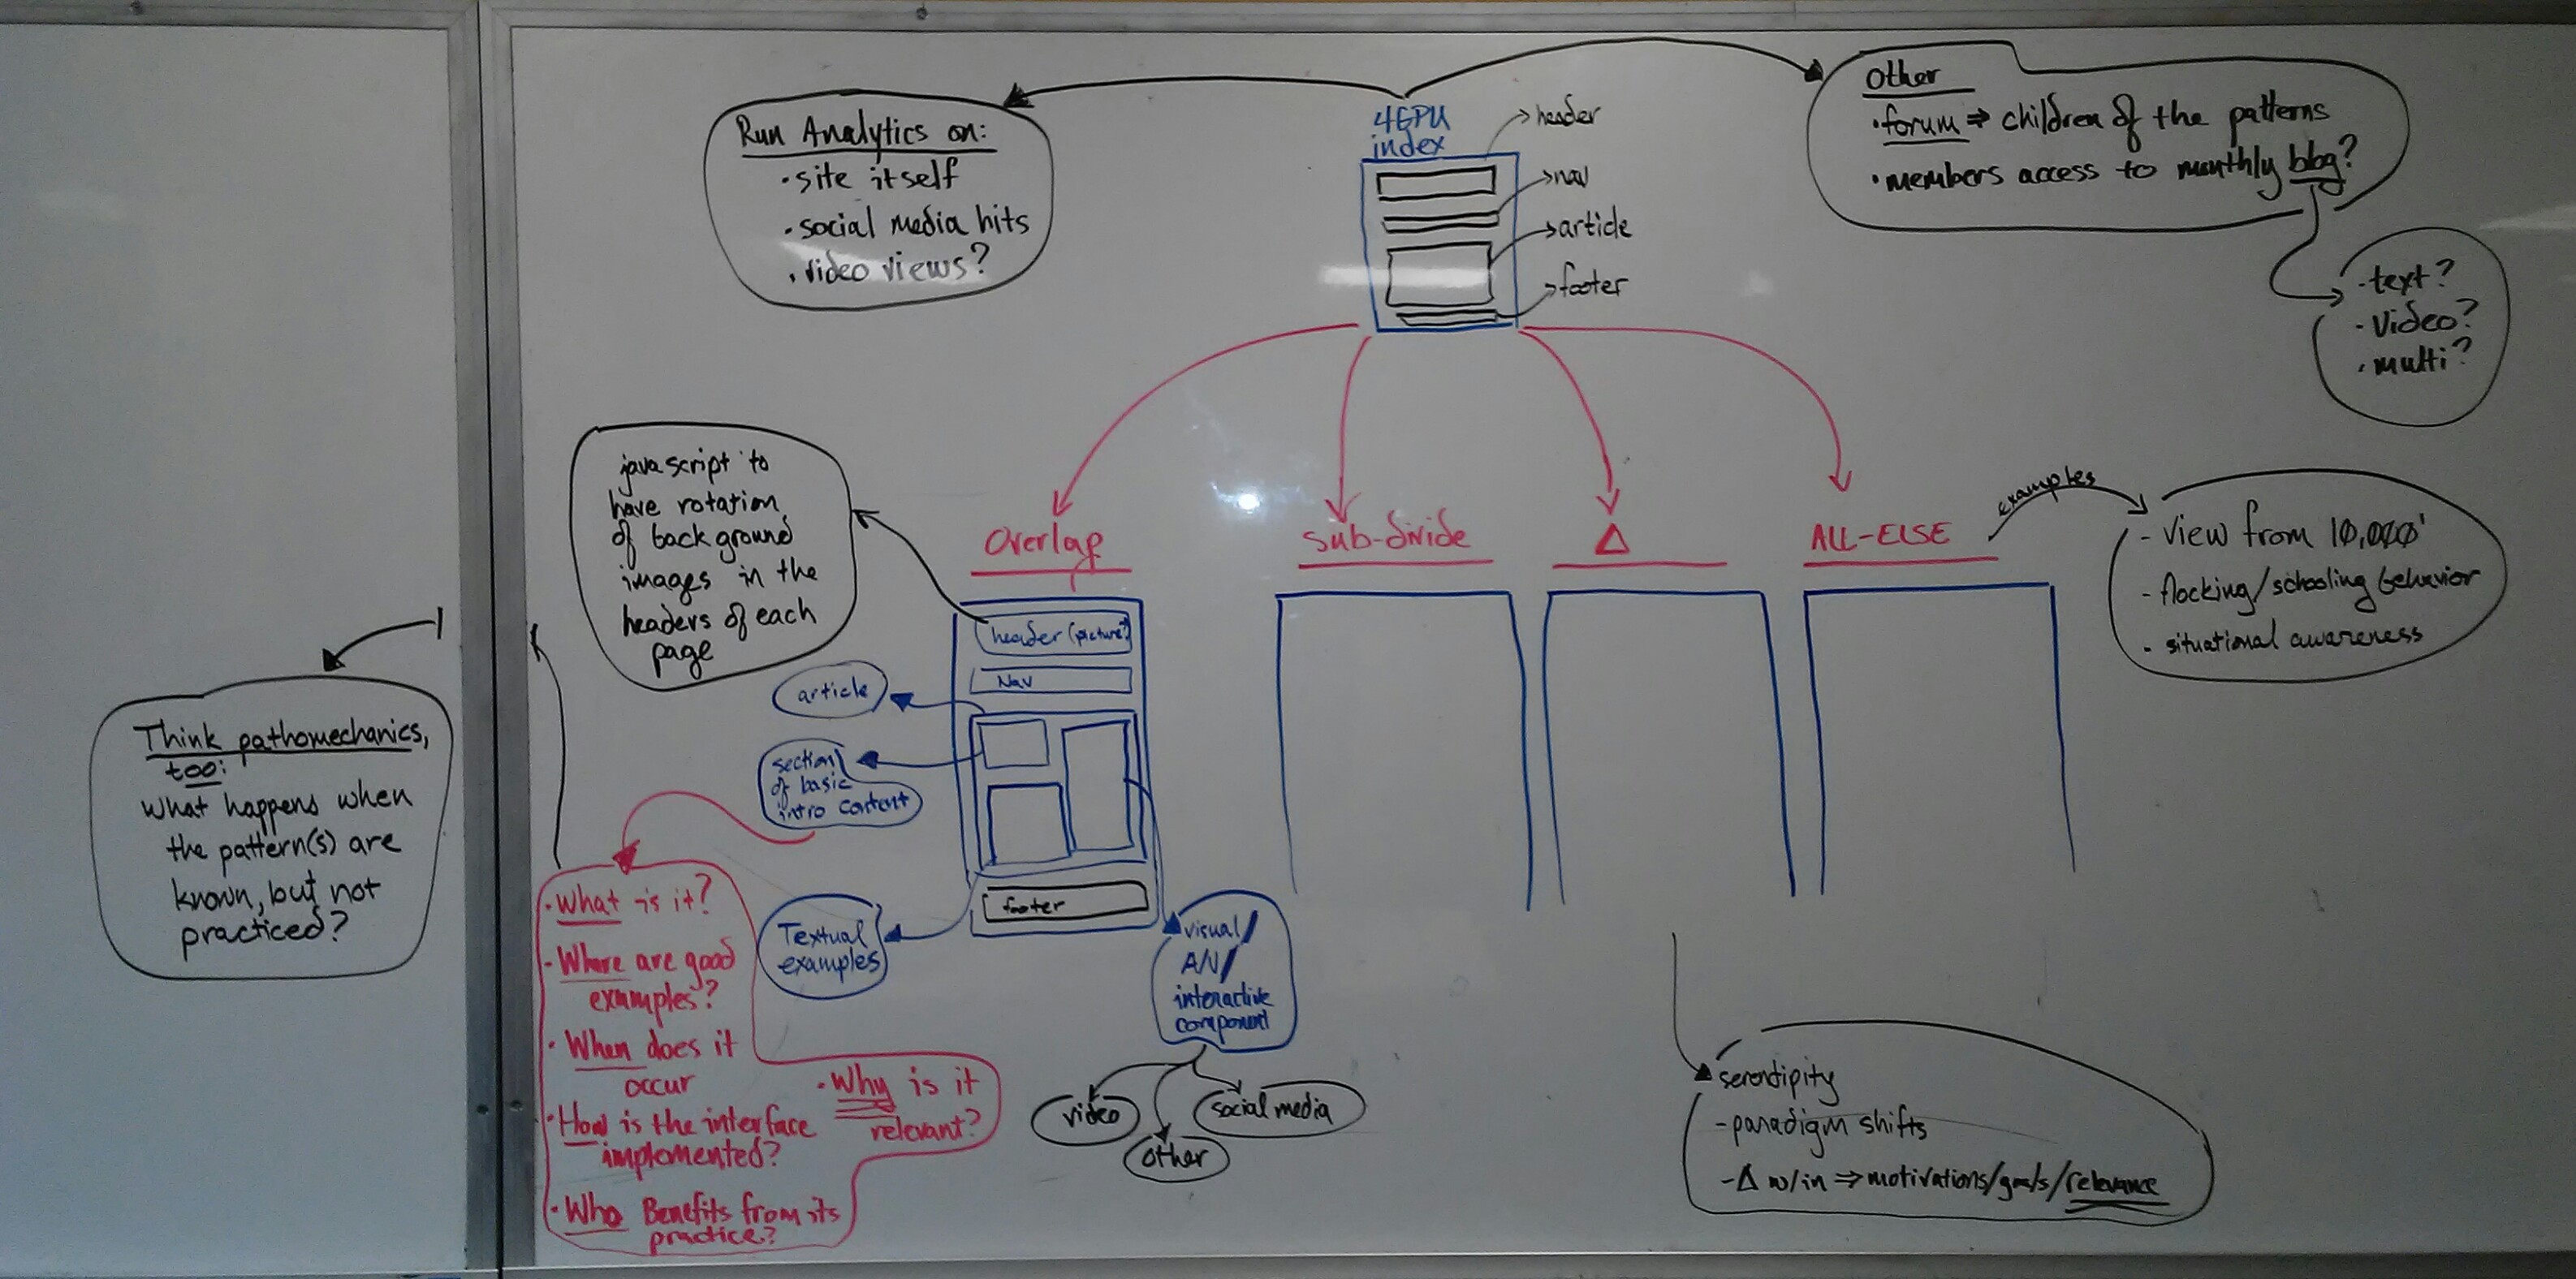 Run Analytics on:
• site itself
• social media hits
• video views?
4GPU
index
header
nav
article
footer
Other
• forum ⇒ children of the patterns
• members access to monthly blog?
• text?
• Video?
• multi?
javascript to
have rotation
of background
images in the
headers of each
page
Overlap
Sub-divide
Δ
ALL-ELSE
examples
- view from 10,000'
- flocking/schooling behavior
- situational awareness
header (picture?)
Nav
footer
article
section
of basic
intro content
Textual
examples
visual/
A/V/
interactive
component
video
other
social media
Think pathomechanics,
too:
what happens when
the pattern(s) are
known, but not
practiced?
• What is it?
- Where are good
examples?
• When does it
occur
• How is the interface
implemented?
• Who Benefits from its
practice?
• Why is it
relevant?
serendipity
- paradigm shifts
- Δ w/in ⇒ motivations/goals/relevance